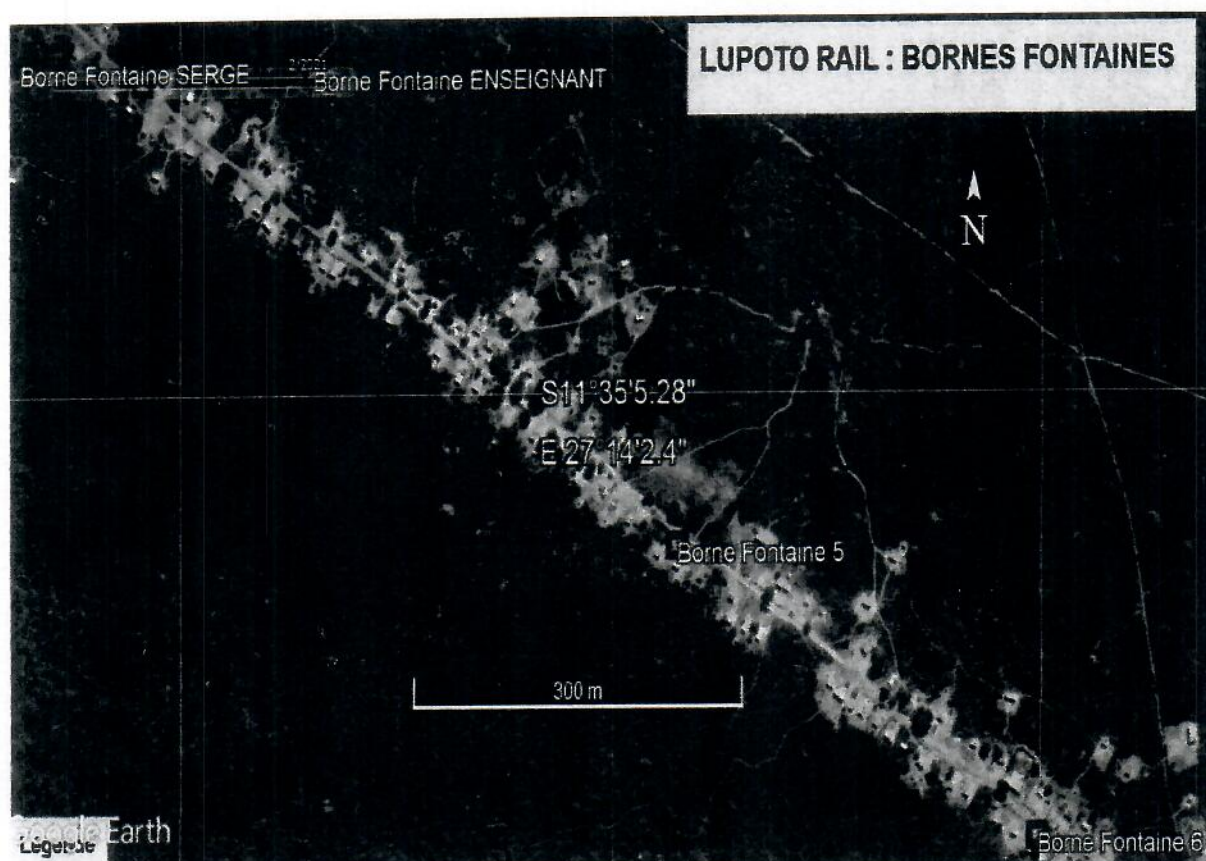 LUPOTO RAIL : BORNES FONTAINES
Borne Fontaine SERGE
Borne Fontaine ENSEIGNANT
N
S11°35'5.28"
E 27°14'2.4"
Borne Fontaine 5
300 m
Google Earth
Légende
Borne Fontaine 6